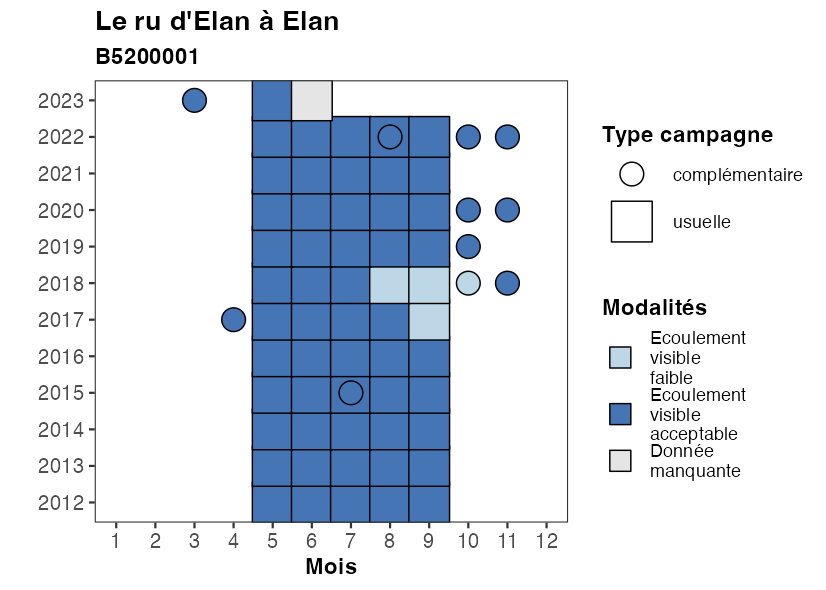 Le ru d'Elan à Elan
B5200001
2023
2022
2021
2020
2019
2018
2017
2016
2015
2014
2013
2012
1 2 3 4 5 6 7 8 9 10 11 12
Mois
Type campagne
complémentaire
usuelle
Modalités
Ecoulement
visible
faible
Ecoulement
visible
acceptable
Donnée
manquante